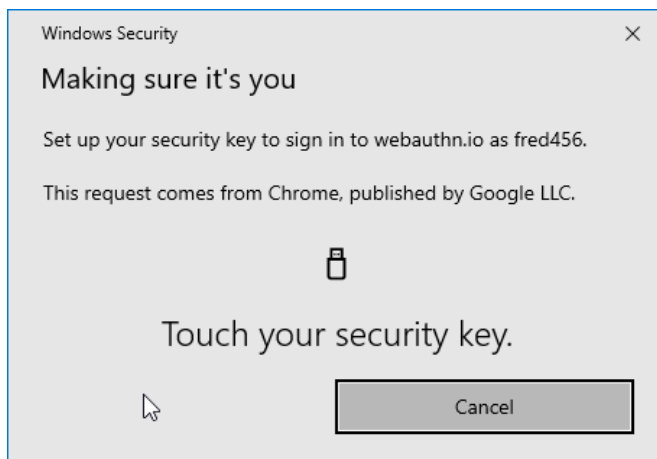 Windows Security
Making sure it's you
Set up your security key to sign in to webauthn.io as fred456.
This request comes from Chrome, published by Google LLC.
Touch your security key.
Cancel